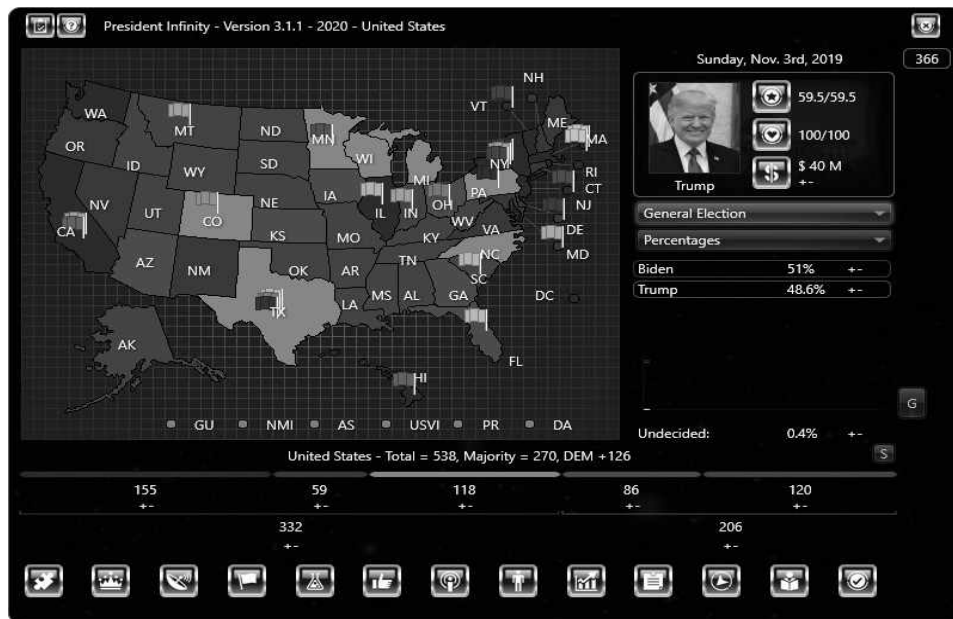 President Infinity - Version 3.1.1 - 2020 - United States
Sunday, Nov. 3rd, 2019
366
NH
VT
WA
ME
MT
ND
MN
MA
OR
ID
SD
WI
NY
WY
MI
RI
CT
IA
PA
NV
NE
OH
NJ
UT
IL
IN
CO
WV
DE
CA
KS
MO
KY
VA
MD
AZ
NM
OK
AR
TN
NC
SC
MS
AL
GA
DC
TX
LA
AK
FL
HI
GU
NMI
AS
USVI
PR
DA
59.5/59.5
100/100
$ 40 M
+-
Trump
General Election
Percentages
Biden 51% +-
Trump 48.6% +-
G
Undecided: 0.4% +-
United States - Total = 538, Majority = 270, DEM +126
S
155 59 118 86 120
+- +- +- +- +-
332 206
+- +-